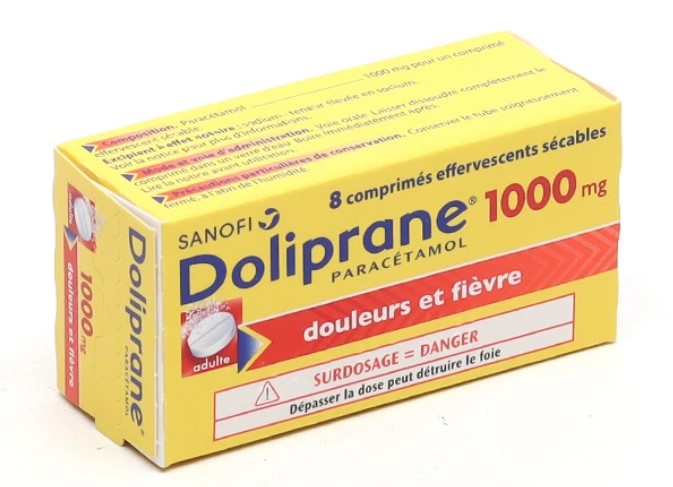 Composition. Paracétamol 1000 mg pour un comprimé
effervescent sécable
Excipient à effet notoire : sodium - teneur élevée en sodium.
Voir la notice pour plus d'informations.
Mode et voie d'administration. Voie orale. Laisser dissoudre complètement le
comprimé dans un verre d'eau. Boire immédiatement après.
Lire la notice avant utilisation.
Précautions particulières de conservation. Conserver le tube soigneusement
fermé, à l'abri de l'humidité
SANOFI
8 comprimés effervescents sécables
Doliprane® 1000 mg
PARACÉTAMOL
douleurs et fièvre
adulte
SURDOSAGE = DANGER
Dépasser la dose peut détruire le foie
adulte
Doliprane®
PARACÉTAMOL
1000 mg
douleurs et fièvre